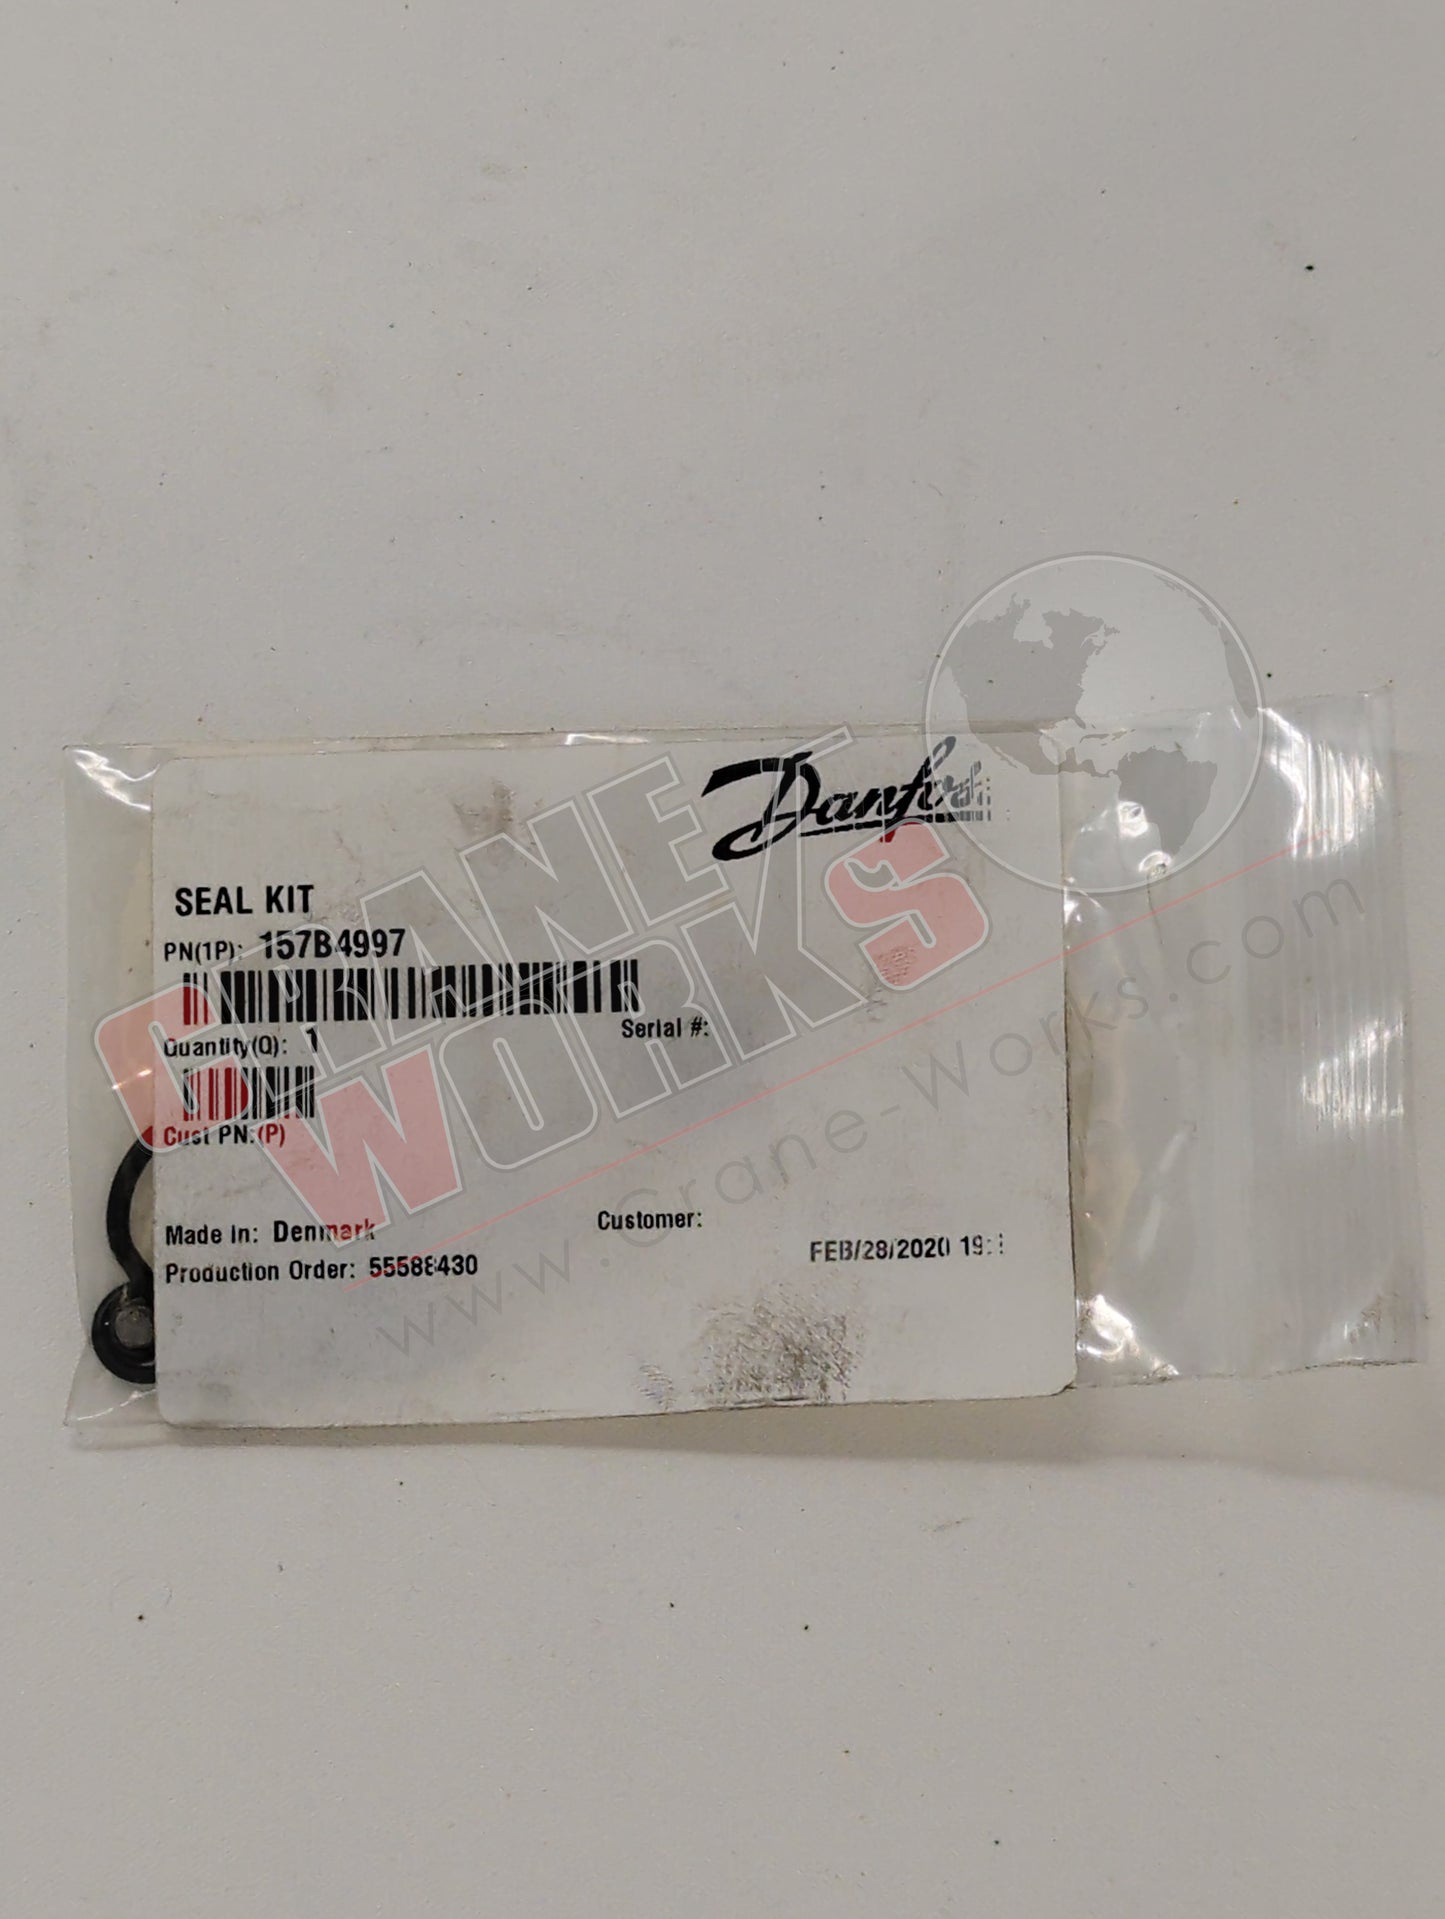 Danfoss
SEAL KIT
PN(1P): 157B4997
Quantity(Q): 1
Serial #:
Cust PN:(P)
Made in: Denmark
Customer:
Production Order: 55588430
FEB/28/2020 19:
CRANE
WORKS
www.Crane-Works.com